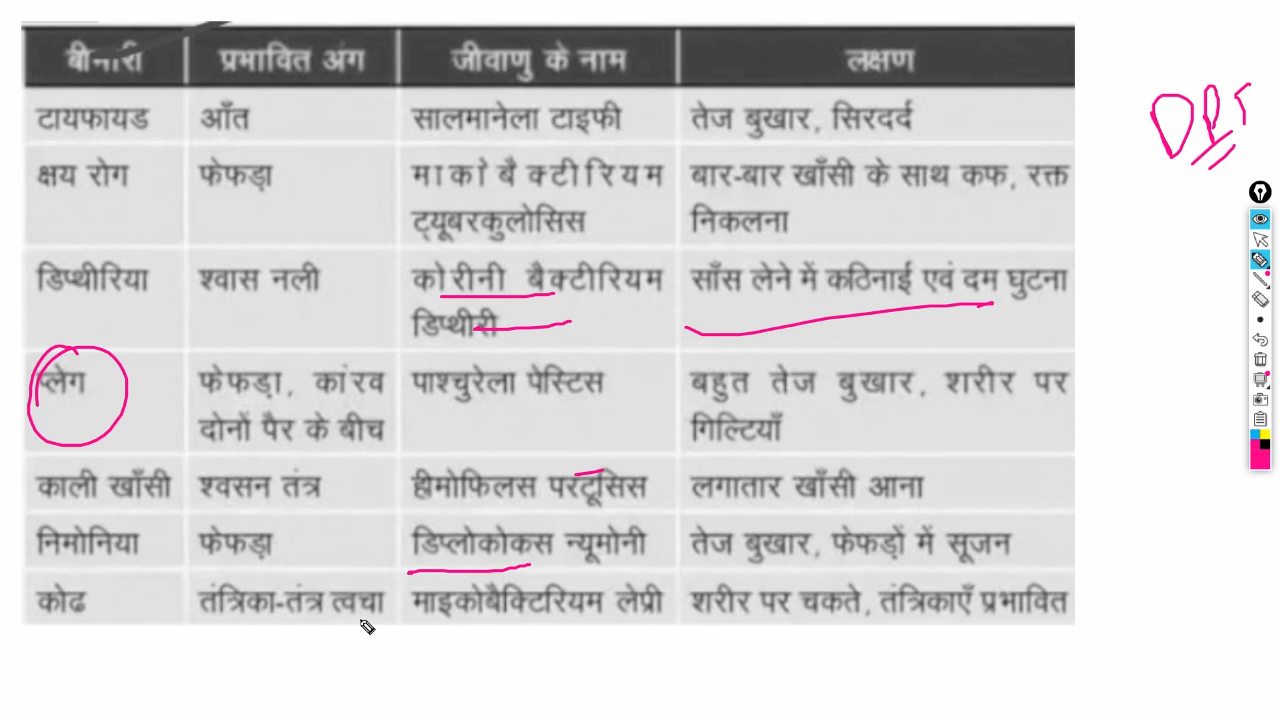 बीमारी प्रभावित अंग जीवाणु के नाम लक्षण
टायफायड आँत सालमानेला टाइफी तेज बुखार, सिरदर्द
क्षय रोग फेफड़ा माकोबैक्टीरियम बार-बार खाँसी के साथ कफ, रक्त
ट्यूबरकुलोसिस निकलना
डिप्थीरिया श्वास नली कोरीनी बैक्टीरियम साँस लेने में कठिनाई एवं दम घुटना
डिप्थीरी
प्लेग फेफड़ा, कांरव पाश्चुरेला पेस्टिस बहुत तेज बुखार, शरीर पर
दोनों पैर के बीच गिल्टियाँ
काली खाँसी श्वसन तंत्र हीमोफिलस परटूसिस लगातार खाँसी आना
निमोनिया फेफड़ा डिप्लोकोकस न्यूमोनी तेज बुखार, फेफड़ों में सूजन
कोढ तंत्रिका-तंत्र त्वचा माइकोबैक्टिरियम लेप्री शरीर पर चकते, तंत्रिकाएँ प्रभावित